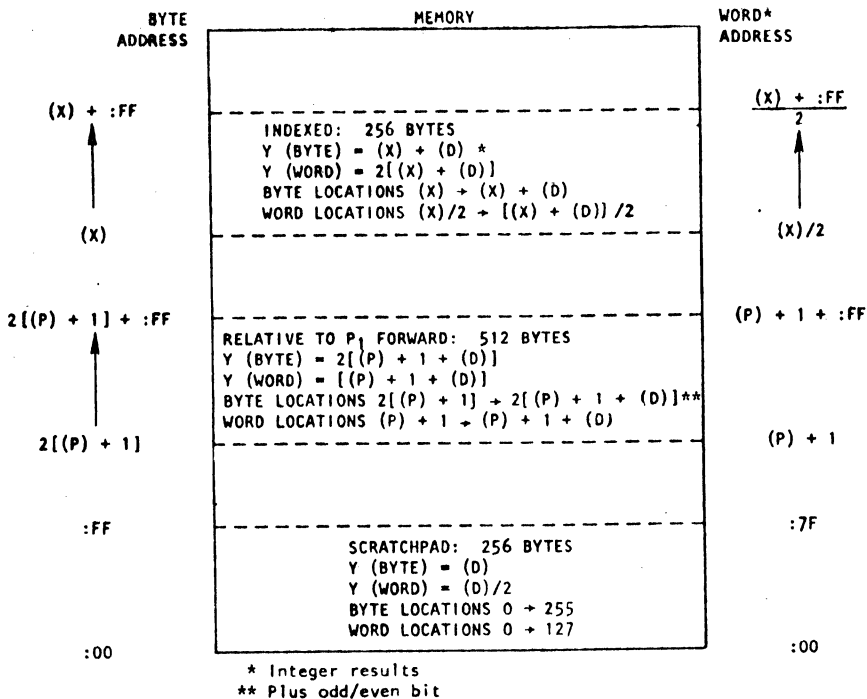 BYTE ADDRESS
MEMORY
WORD*
ADDRESS
(X) + :FF
(X) + :FF
2
INDEXED: 256 BYTES
Y (BYTE) = (X) + (D) *
Y (WORD) = 2[(X) + (D)]
BYTE LOCATIONS (X) → (X) + (D)
WORD LOCATIONS (X)/2 → [(X) + (D)]/2
(X)
(X)/2
2[(P) + 1] + :FF
(P) + 1 + :FF
RELATIVE TO P1 FORWARD: 512 BYTES
Y (BYTE) = 2[(P) + 1 + (D)]
Y (WORD) = [(P) + 1 + (D)]
BYTE LOCATIONS 2[(P) + 1] → 2[(P) + 1 + (D)]**
WORD LOCATIONS (P) + 1 → (P) + 1 + (D)
2[(P) + 1]
(P) + 1
:FF
:7F
SCRATCHPAD: 256 BYTES
Y (BYTE) = (D)
Y (WORD) = (D)/2
BYTE LOCATIONS 0 → 255
WORD LOCATIONS 0 → 127
:00
:00
* Integer results
** Plus odd/even bit